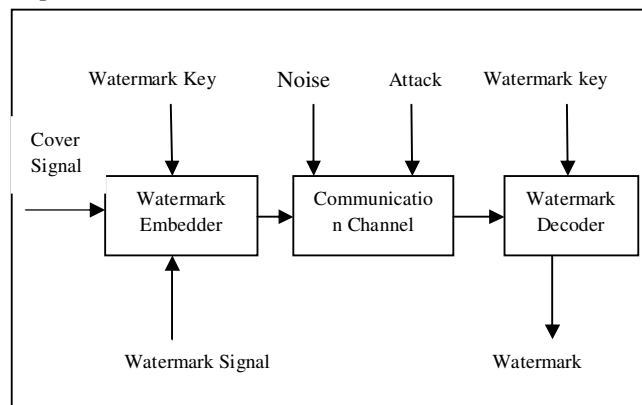 Watermark Key
Noise
Attack
Watermark key
Cover
Signal
Watermark
Embedder
Communicatio
n Channel
Watermark
Decoder
Watermark Signal
Watermark